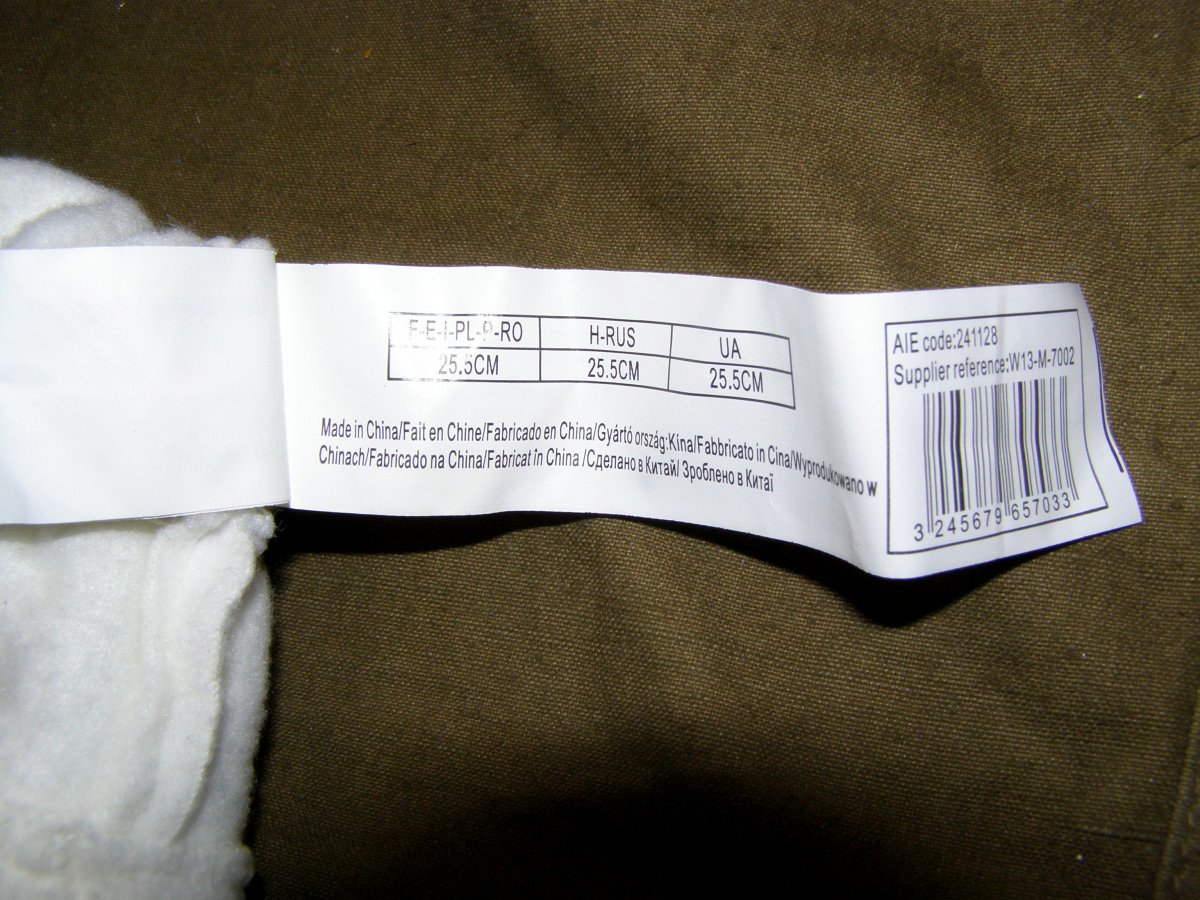 F-E-I-PL-P-RO H-RUS UA
25.5CM 25.5CM 25.5CM
Made in China/Fait en Chine/Fabricado en China/Gyártó ország:Kina/Fabbricato in Cina/Wyprodukowano w
Chinach/Fabricado na China/Fabricat în China /Сделано в Китай/ Зроблено в Китаї
AIE code:241128
Supplier reference:W13-M-7002
3 245679 657033